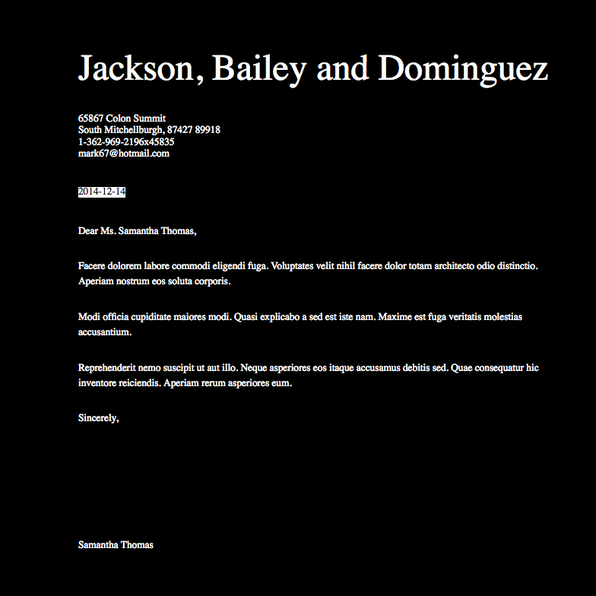 Jackson, Bailey and Dominguez
65867 Colon Summit
South Mitchellburgh, 87427 89918
1-362-969-2196x45835
mark67@hotmail.com
2014-12-14
Dear Ms. Samantha Thomas,
Facere dolorem labore commodi eligendi fuga. Voluptates velit nihil facere dolor totam architecto odio distinctio.
Aperiam nostrum eos soluta corporis.
Modi officia cupiditate maiores modi. Quasi explicabo a sed est iste nam. Maxime est fuga veritatis molestias
accusantium.
Reprehenderit nemo suscipit ut aut illo. Neque asperiores eos itaque accusamus debitis sed. Quae consequatur hic
inventore reiciendis. Aperiam rerum asperiores eum.
Sincerely,
Samantha Thomas